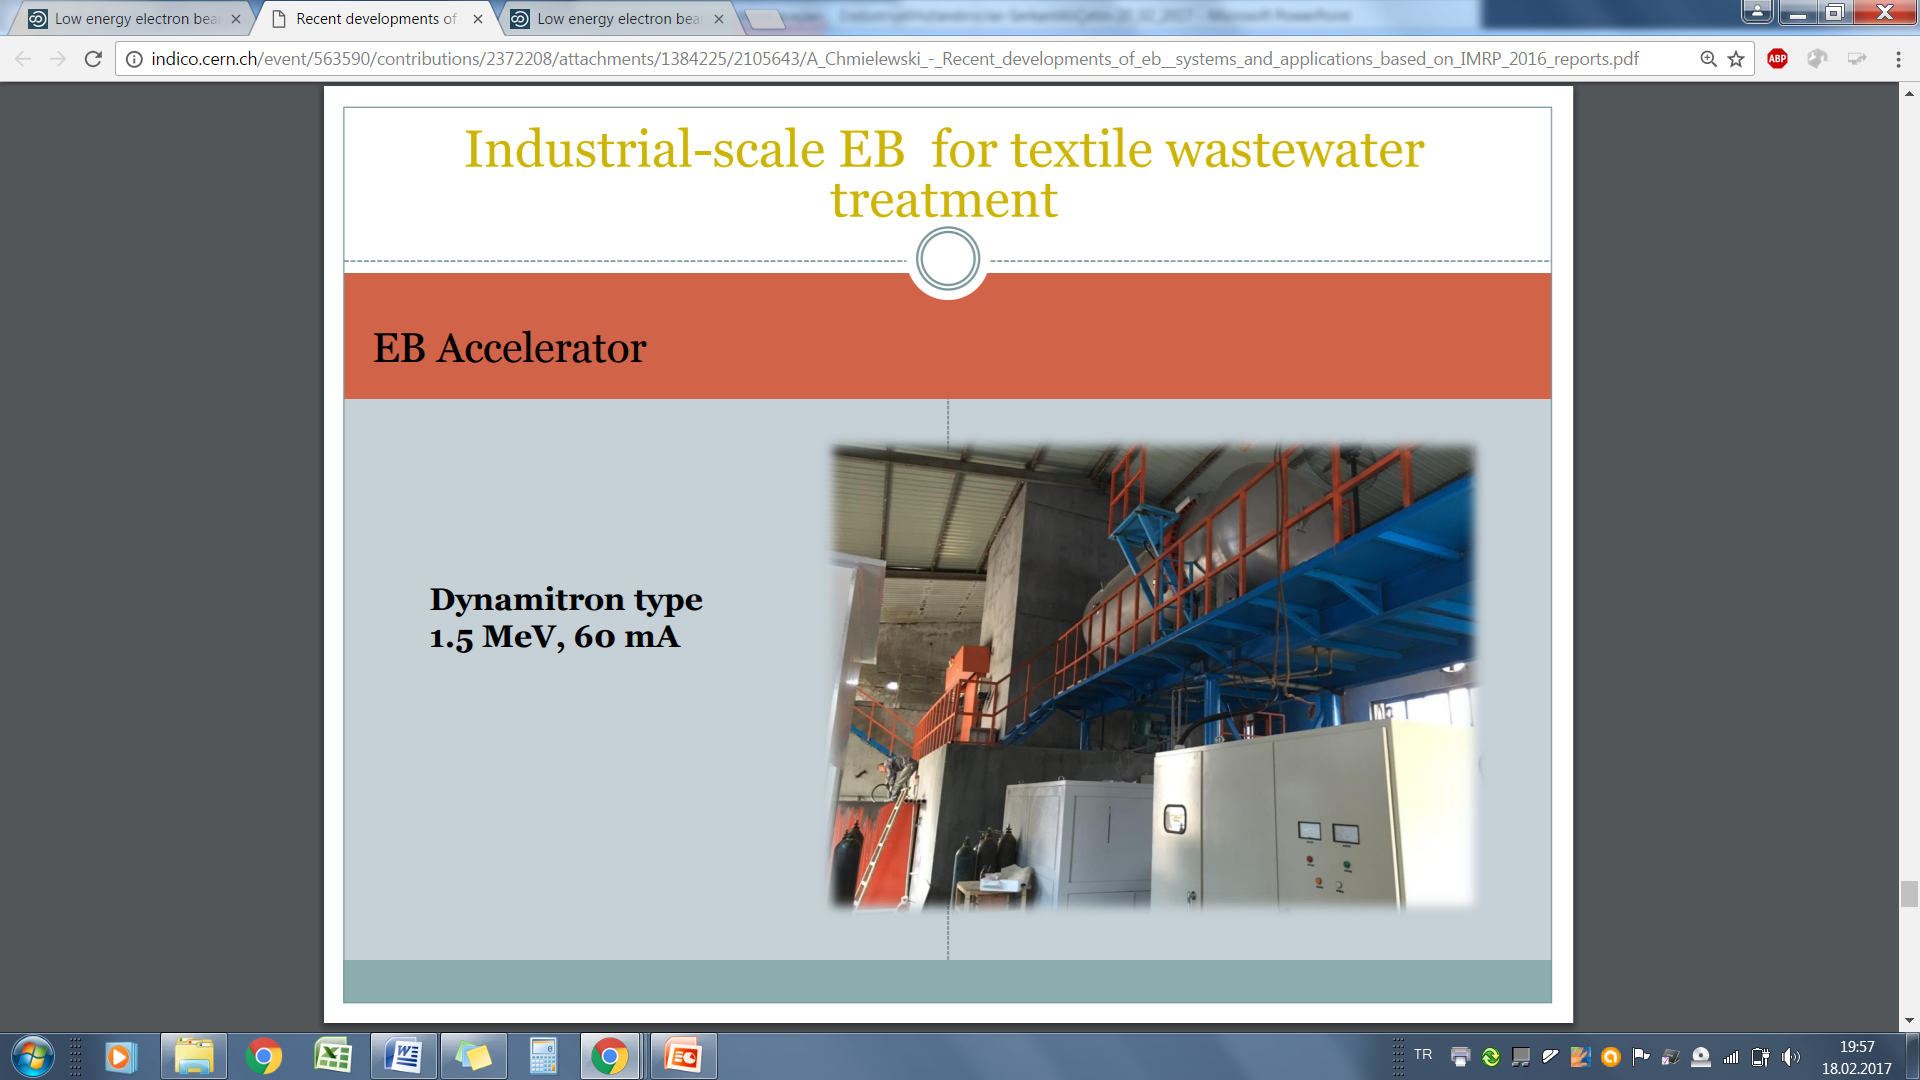 Low energy electron bea
Recent developments of
Low energy electron bea
indico.cern.ch/event/563590/contributions/2372208/attachments/1384225/2105643/A_Chmielewski_-_Recent_developments_of_eb__systems_and_applications_based_on_IMRP_2016_reports.pdf
ABP
Industrial-scale EB for textile wastewater
treatment
EB Accelerator
Dynamitron type
1.5 MeV, 60 mA
TR
19:57
18.02.2017